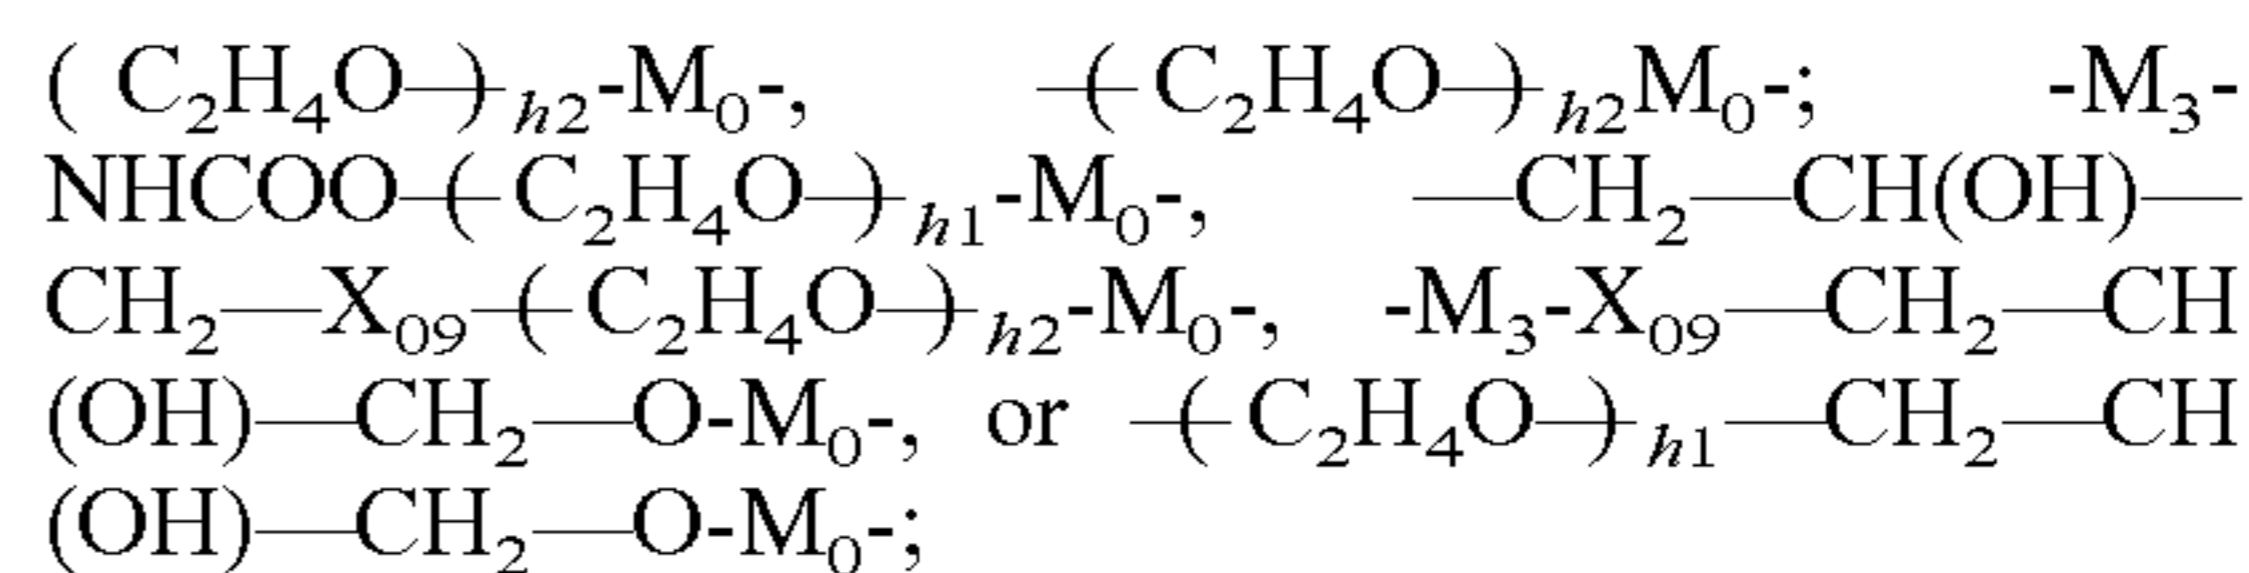 ( C₂H₄O—)—ₕ₂-M₀-, —(—C₂H₄O—)—ₕ₂M₀-; -M₃-
NHCOO—(—C₂H₄O—)—ₕ₁-M₀-, —CH₂—CH(OH)—
CH₂—X₀₉—(—C₂H₄O—)—ₕ₂-M₀-, -M₃-X₀₉—CH₂—CH
(OH)—CH₂—O-M₀-, or —(—C₂H₄O—)—ₕ₁—CH₂—CH
(OH)—CH₂—O-M₀-;